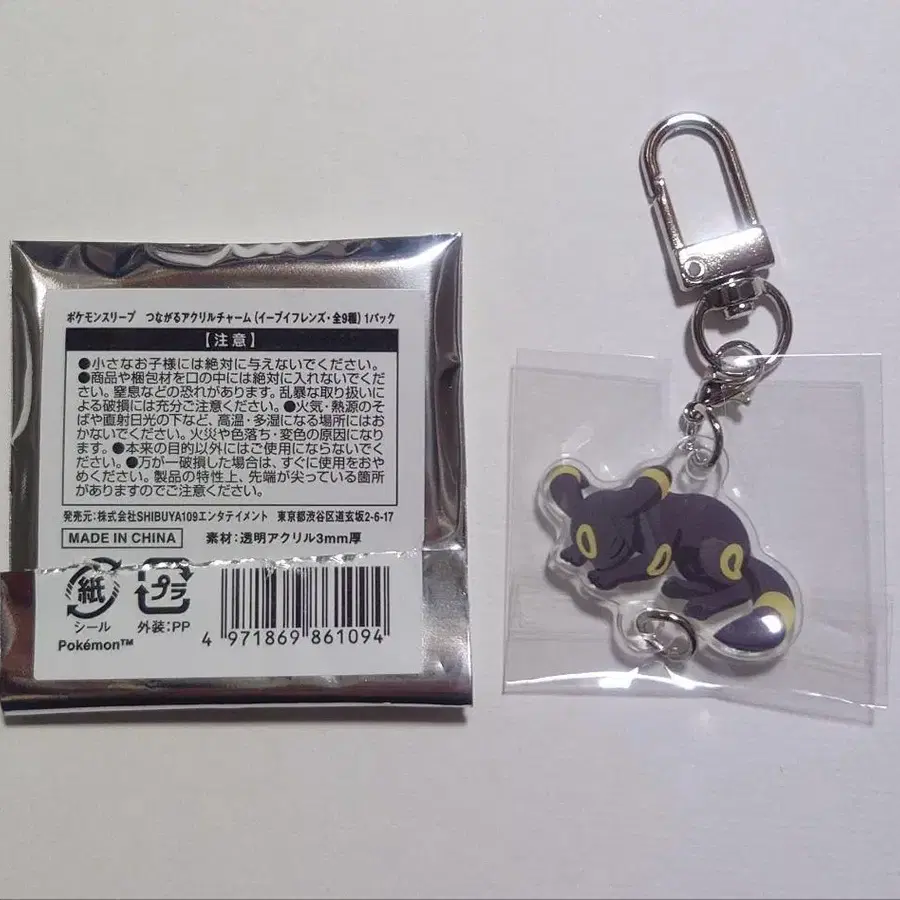 ポケモンスリープ つながるアクリルチャーム（イーブイフレンズ・全9種）1パック
【注意】
●小さなお子様には絶対に与えないでください。
●商品や梱包材を口の中には絶対に入れないでくだ
さい。窒息などの恐れがあります。乱暴な取り扱いに
よる破損には充分ご注意ください。●火気・熱源のそ
ばや直射日光の下など、高温・多湿になる場所にはお
かないでください。火災や色落ち・変色の原因になり
ます。●本来の目的以外にはご使用にならないでくだ
さい。●万が一破損した場合は、すぐに使用をおや
めください。製品の特性上、先端が尖っている箇所
がありますのでご注意ください。
発売元：株式会社SHIBUYA109エンタテイメント 東京都渋谷区道玄坂2-6-17
MADE IN CHINA 素材：透明アクリル3mm厚
紙 プラ
シール 外装：PP
Pokémon™
4 971869 861094